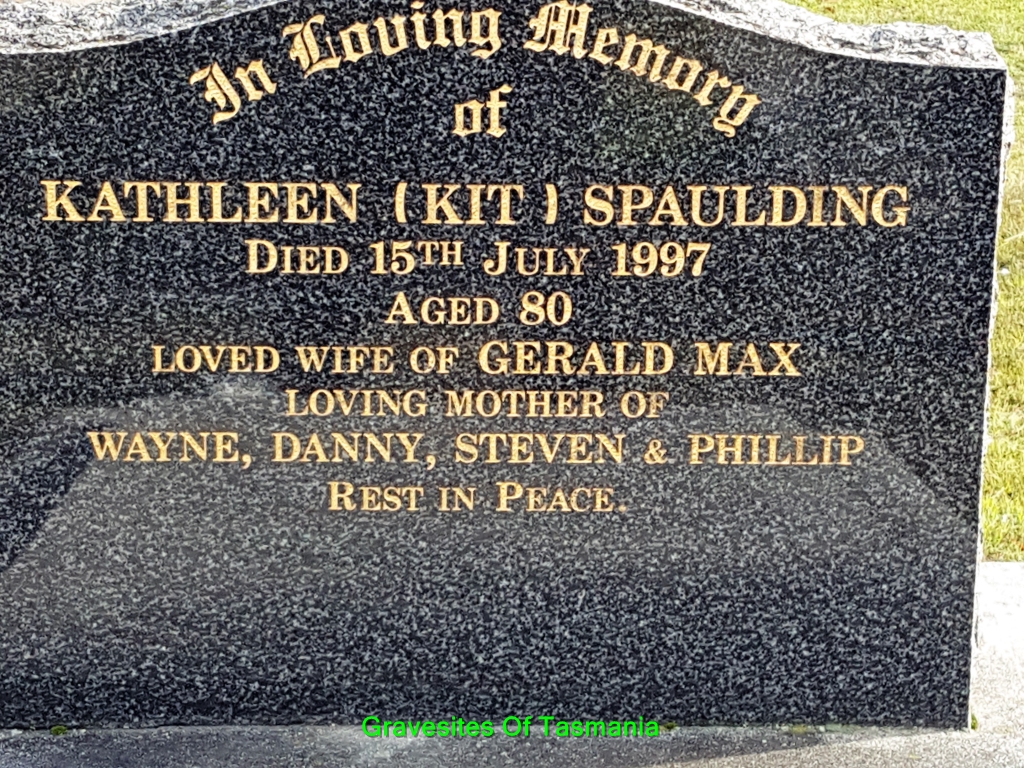 In Loving Memory
of
KATHLEEN (KIT) SPAULDING
DIED 15TH JULY 1997
AGED 80
LOVED WIFE OF GERALD MAX
LOVING MOTHER OF
WAYNE, DANNY, STEVEN & PHILLIP
REST IN PEACE.
Gravesites Of Tasmania